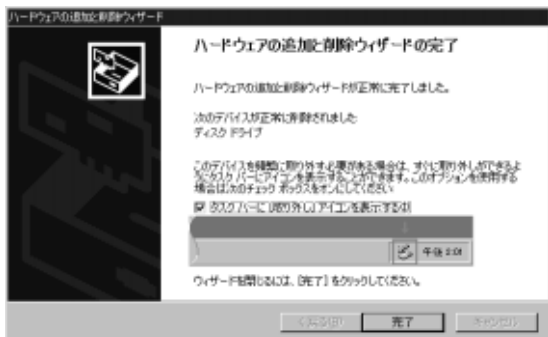 ハードウェアの追加と削除ウィザード
ハードウェアの追加と削除ウィザードの完了
ハードウェアの追加と削除ウィザードが正常に完了しました。
次のデバイスが正常に削除されました:
ディスク ドライブ
このデバイスを頻繁に取り外す必要がある場合は、すぐに取り外しができるよ
うにタスク バーにアイコンを表示することができます。このオプションを使用する
場合は次のチェック ボックスをオンにしてください:
タスク バーに [取り外し] アイコンを表示する(W)
午後 2:01
ウィザードを閉じるには、[完了] をクリックしてください。
< 戻る(B)
完了
キャンセル